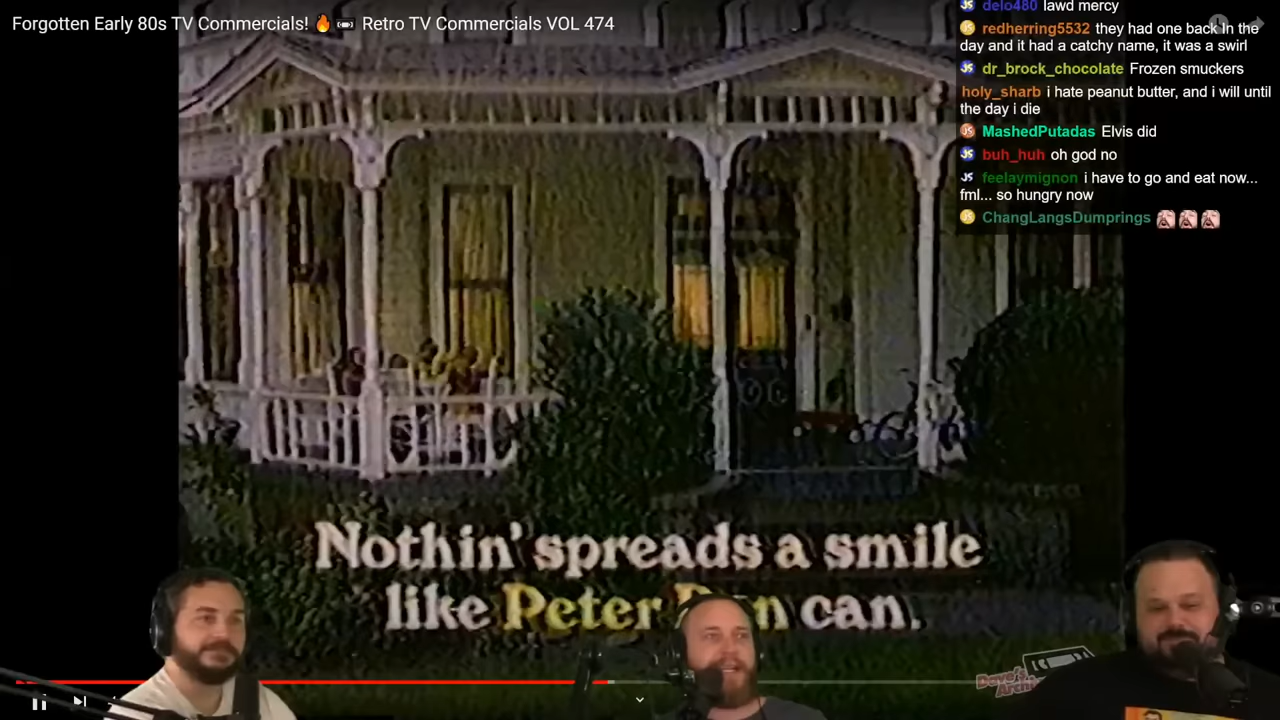 Forgotten Early 80s TV Commercials! 🔥📼 Retro TV Commercials VOL 474
delo480 lawd mercy
redherring5532 they had one back in the
day and it had a catchy name, it was a swirl
dr_brock_chocolate Frozen smuckers
holy_sharb i hate peanut butter, and i will until
the day i die
MashedPutadas Elvis did
buh_huh oh god no
feelaymignon i have to go and eat now...
fml... so hungry now
ChangLangsDumprings
Nothin' spreads a smile
like Peter Pan can.
Dave's
Archi